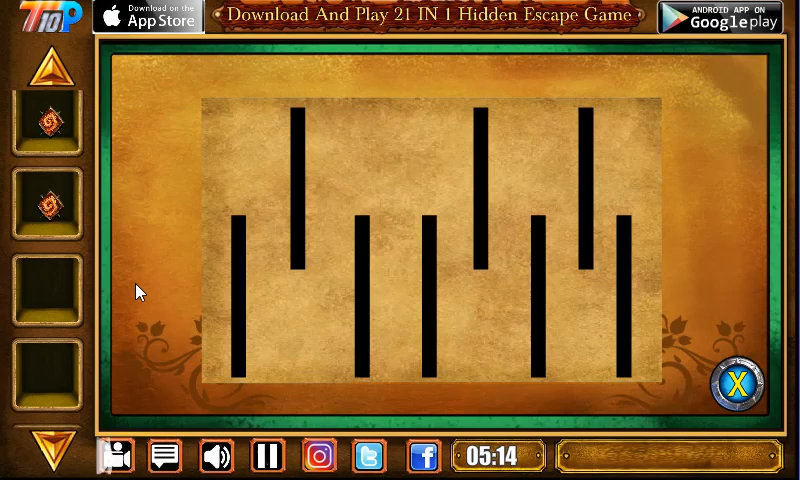 Top10
Download on the
App Store
Download And Play 21 IN 1 Hidden Escape Game
ANDROID APP ON
Google play
X
05:14